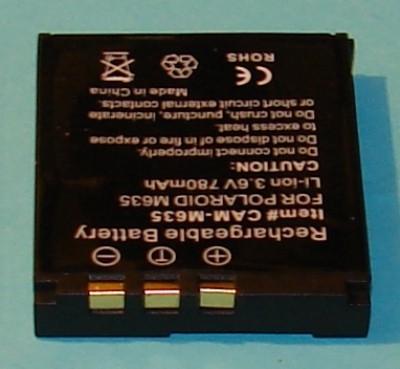 ⊕ T ⊖
Rechargeable Battery
Item# CAM-M635
FOR POLAROID M635
Li-ion 3.6V 780mAh
CAUTION:
Do not connect improperly,
Do not dispose of in fire or expose
to excess heat.
Do not crush, puncture, incinerate
or short circuit external contacts.
Made in China
CE
ROHS